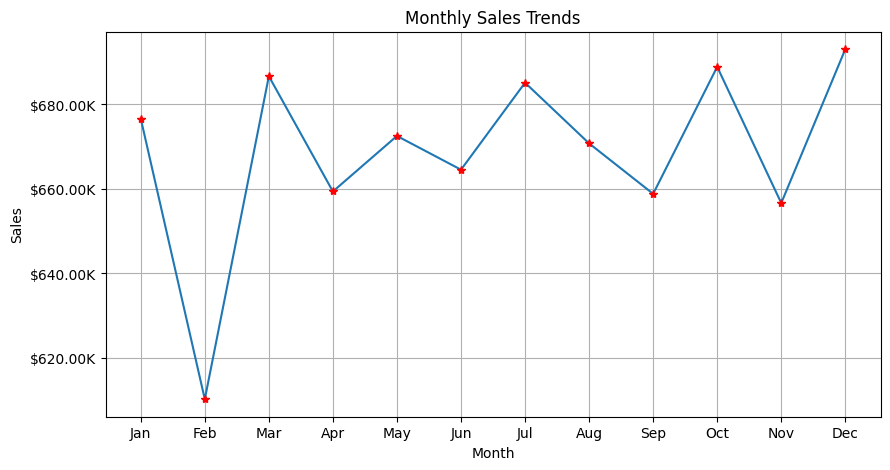 Monthly Sales Trends
$680.00K
$660.00K
$640.00K
$620.00K
Sales
Jan Feb Mar Apr May Jun Jul Aug Sep Oct Nov Dec
Month